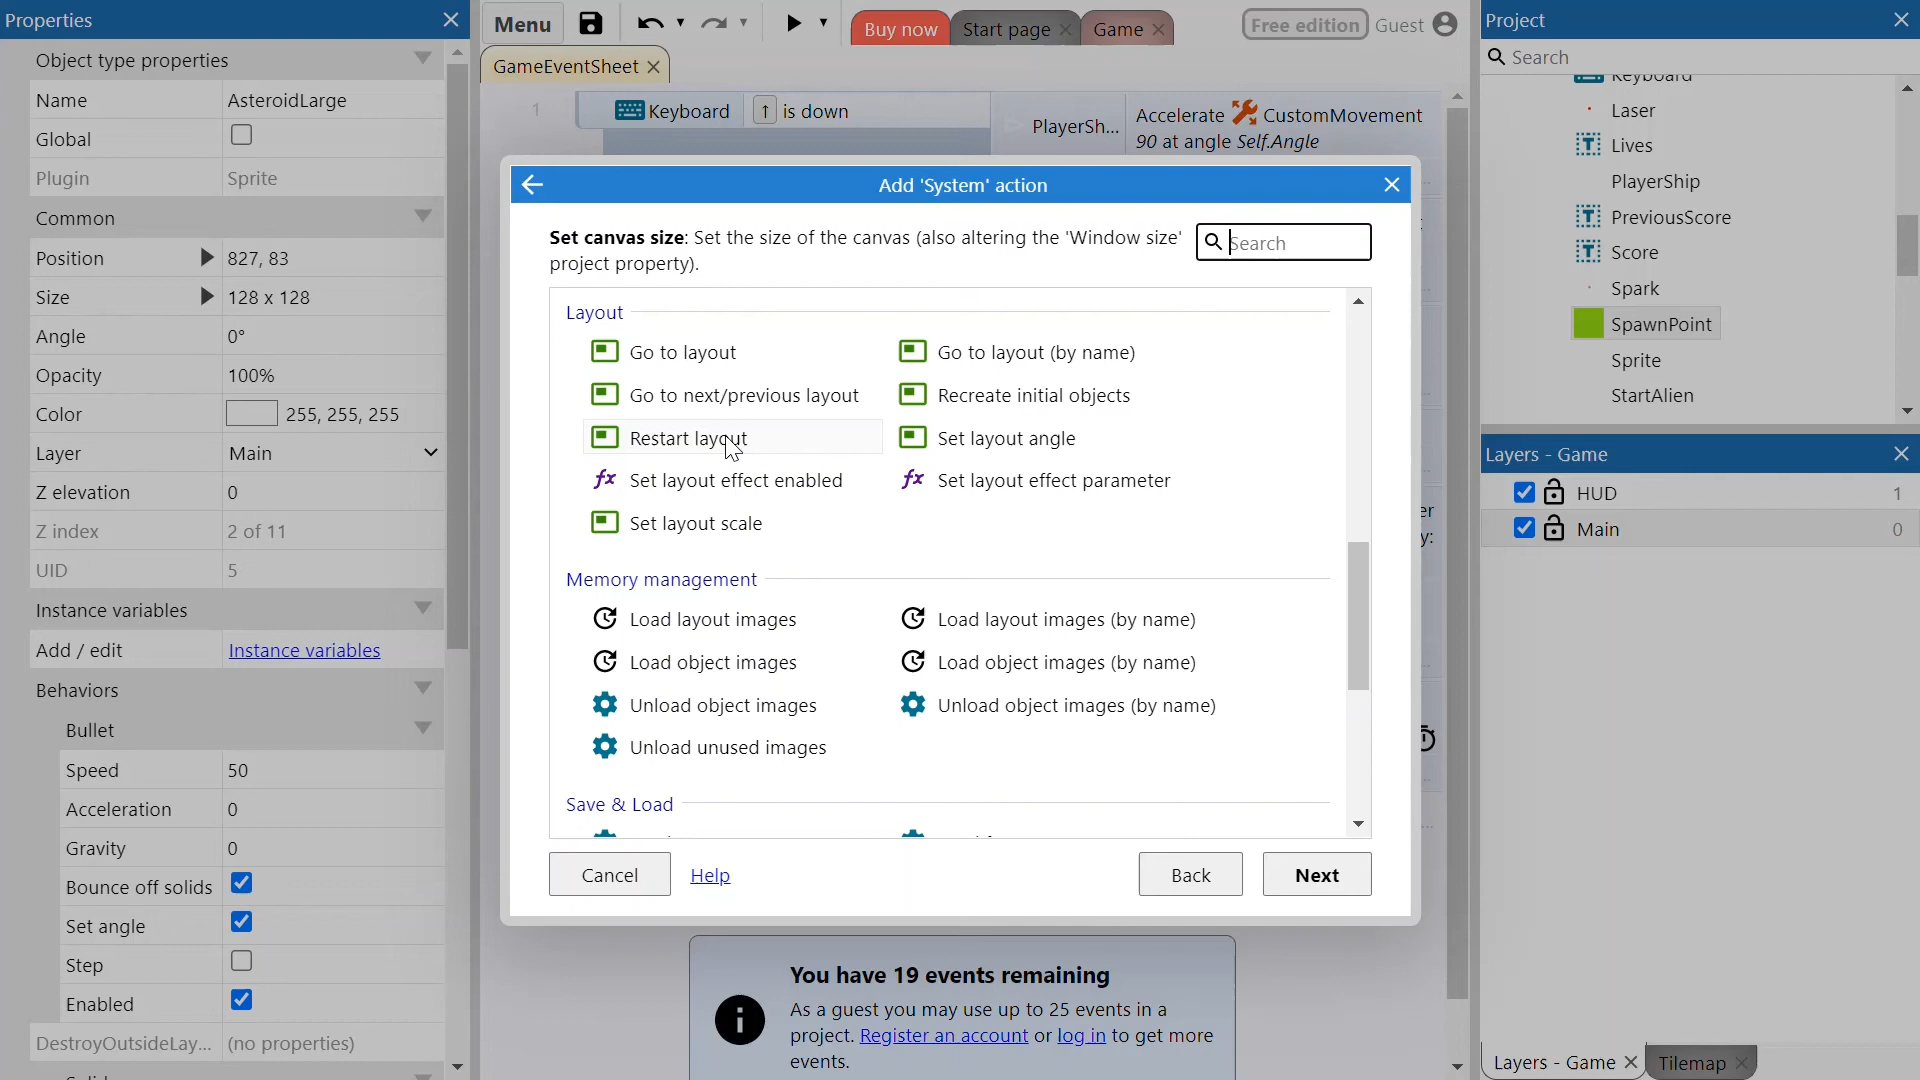 Properties
Object type properties
Name AsteroidLarge
Global
Plugin Sprite
Common
Position 827, 83
Size 128 x 128
Angle 0°
Opacity 100%
Color 255, 255, 255
Layer Main
Z elevation 0
Z index 2 of 11
UID 5
Instance variables
Add / edit Instance variables
Behaviors
Bullet
Speed 50
Acceleration 0
Gravity 0
Bounce off solids
Set angle
Step
Enabled
DestroyOutsideLay... (no properties)
Menu
Buy now
Start page
Game
Free edition Guest
GameEventSheet
1
Keyboard ↑ is down
PlayerSh...
Accelerate CustomMovement
90 at angle Self.Angle
Add 'System' action
Set canvas size: Set the size of the canvas (also altering the 'Window size'
project property).
Search
Layout
Go to layout
Go to layout (by name)
Go to next/previous layout
Recreate initial objects
Restart layout
Set layout angle
fx Set layout effect enabled
fx Set layout effect parameter
Set layout scale
Memory management
Load layout images
Load layout images (by name)
Load object images
Load object images (by name)
Unload object images
Unload object images (by name)
Unload unused images
Save & Load
Cancel
Help
Back
Next
er
y:
You have 19 events remaining
As a guest you may use up to 25 events in a
project. Register an account or log in to get more
events.
Project
Search
Keyboard
Laser
Lives
PlayerShip
PreviousScore
Score
Spark
SpawnPoint
Sprite
StartAlien
Layers - Game
HUD 1
Main 0
Layers - Game
Tilemap